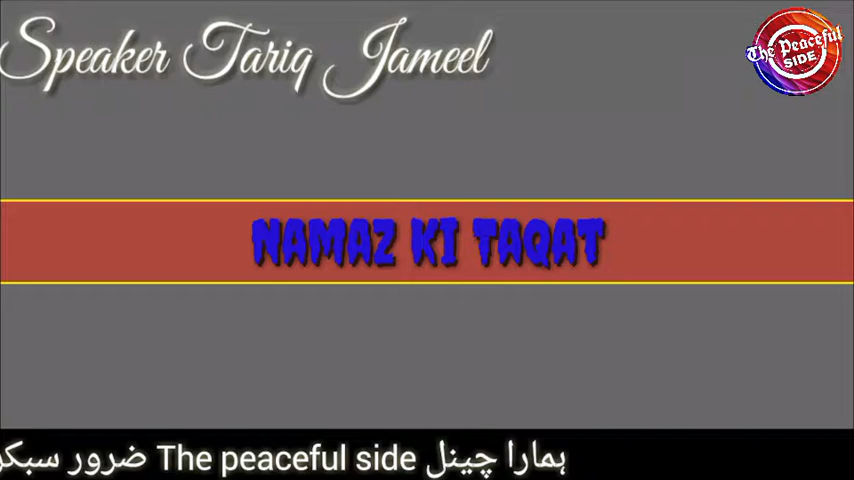 Speaker Tariq Jameel
The Peaceful
SIDE
NAMAZ KI TAQAT
ہمارا چینل The peaceful side ضرور